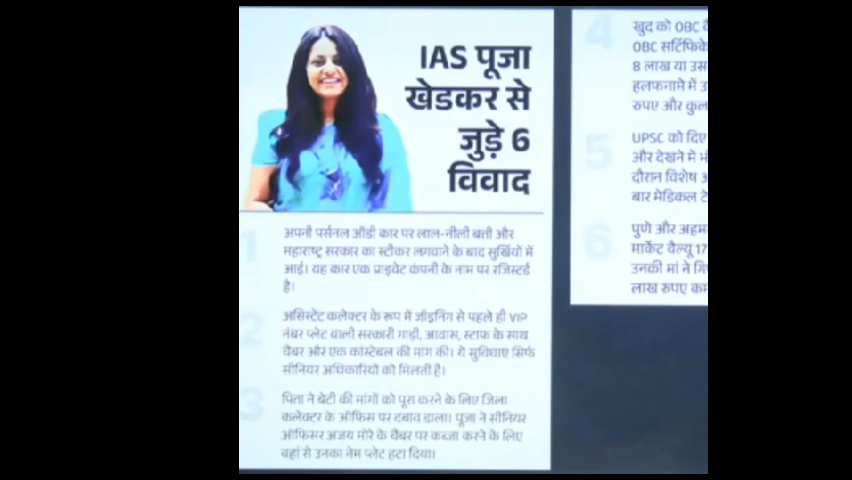 IAS पूजा
खेडकर से
जुड़े 6
विवाद
1
अपनी पर्सनल ऑडी कार पर लाल-नीली बत्ती और
महाराष्ट्र सरकार का स्टीकर लगवाने के बाद सुर्खियों में
आई। यह कार एक प्राइवेट कंपनी के नाम पर रजिस्टर्ड
है।
2
असिस्टेंट कलेक्टर के रूप में जॉइनिंग से पहले ही VIP
नंबर प्लेट वाली सरकारी गाड़ी, आवास, स्टाफ के साथ
चैंबर और एक कांस्टेबल की मांग की। ये सुविधाएं सिर्फ
सीनियर अधिकारियों को मिलती है।
3
पिता ने बेटी की मांगों को पूरा करने के लिए जिला
कलेक्टर के ऑफिस पर दबाव डाला। पूजा ने सीनियर
ऑफिसर अजय मोरे के चैंबर पर कब्जा करने के लिए
वहां से उनका नेम प्लेट हटा दिया।
4
खुद को OBC
OBC
8 लाख या उस
हलफनामे में
रुपए और कुल
5
UPSC को दिए
और देखने में
दौरान विशेष
बार मेडिकल
6
पुणे और
मार्केट वैल्यू 17
उनकी मां ने
लाख रुपए कम